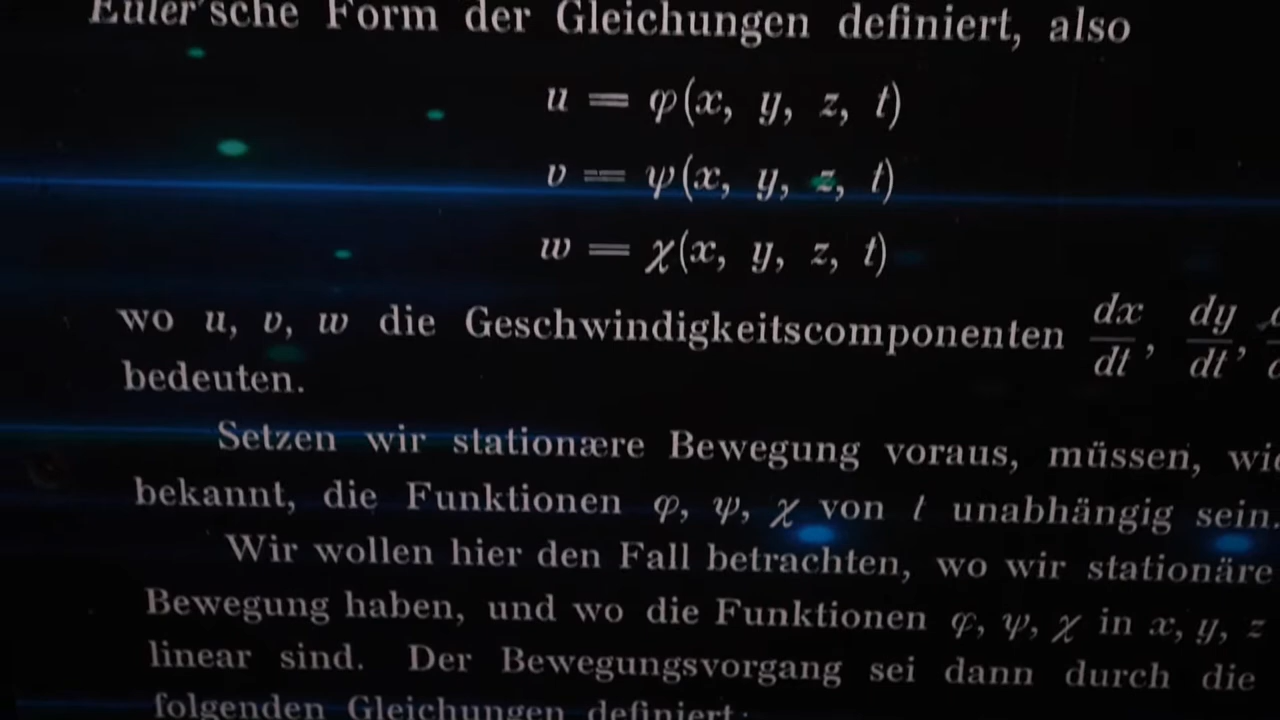 Euler'sche Form der Gleichungen definiert, also
u = φ(x, y, z, t)
v = ψ(x, y, z, t)
w = χ(x, y, z, t)
wo u, v, w die Geschwindigkeitscomponenten dx/dt, dy/dt,
bedeuten.
Setzen wir stationære Bewegung voraus, müssen,
bekannt, die Funktionen φ, ψ, χ von t unabhängig sein.
Wir wollen hier den Fall betrachten, wo wir stationäre
Bewegung haben, und wo die Funktionen φ, ψ, χ in x, y, z
linear sind. Der Bewegungsvorgang sei dann durch die
folgenden Gleichungen definiert: